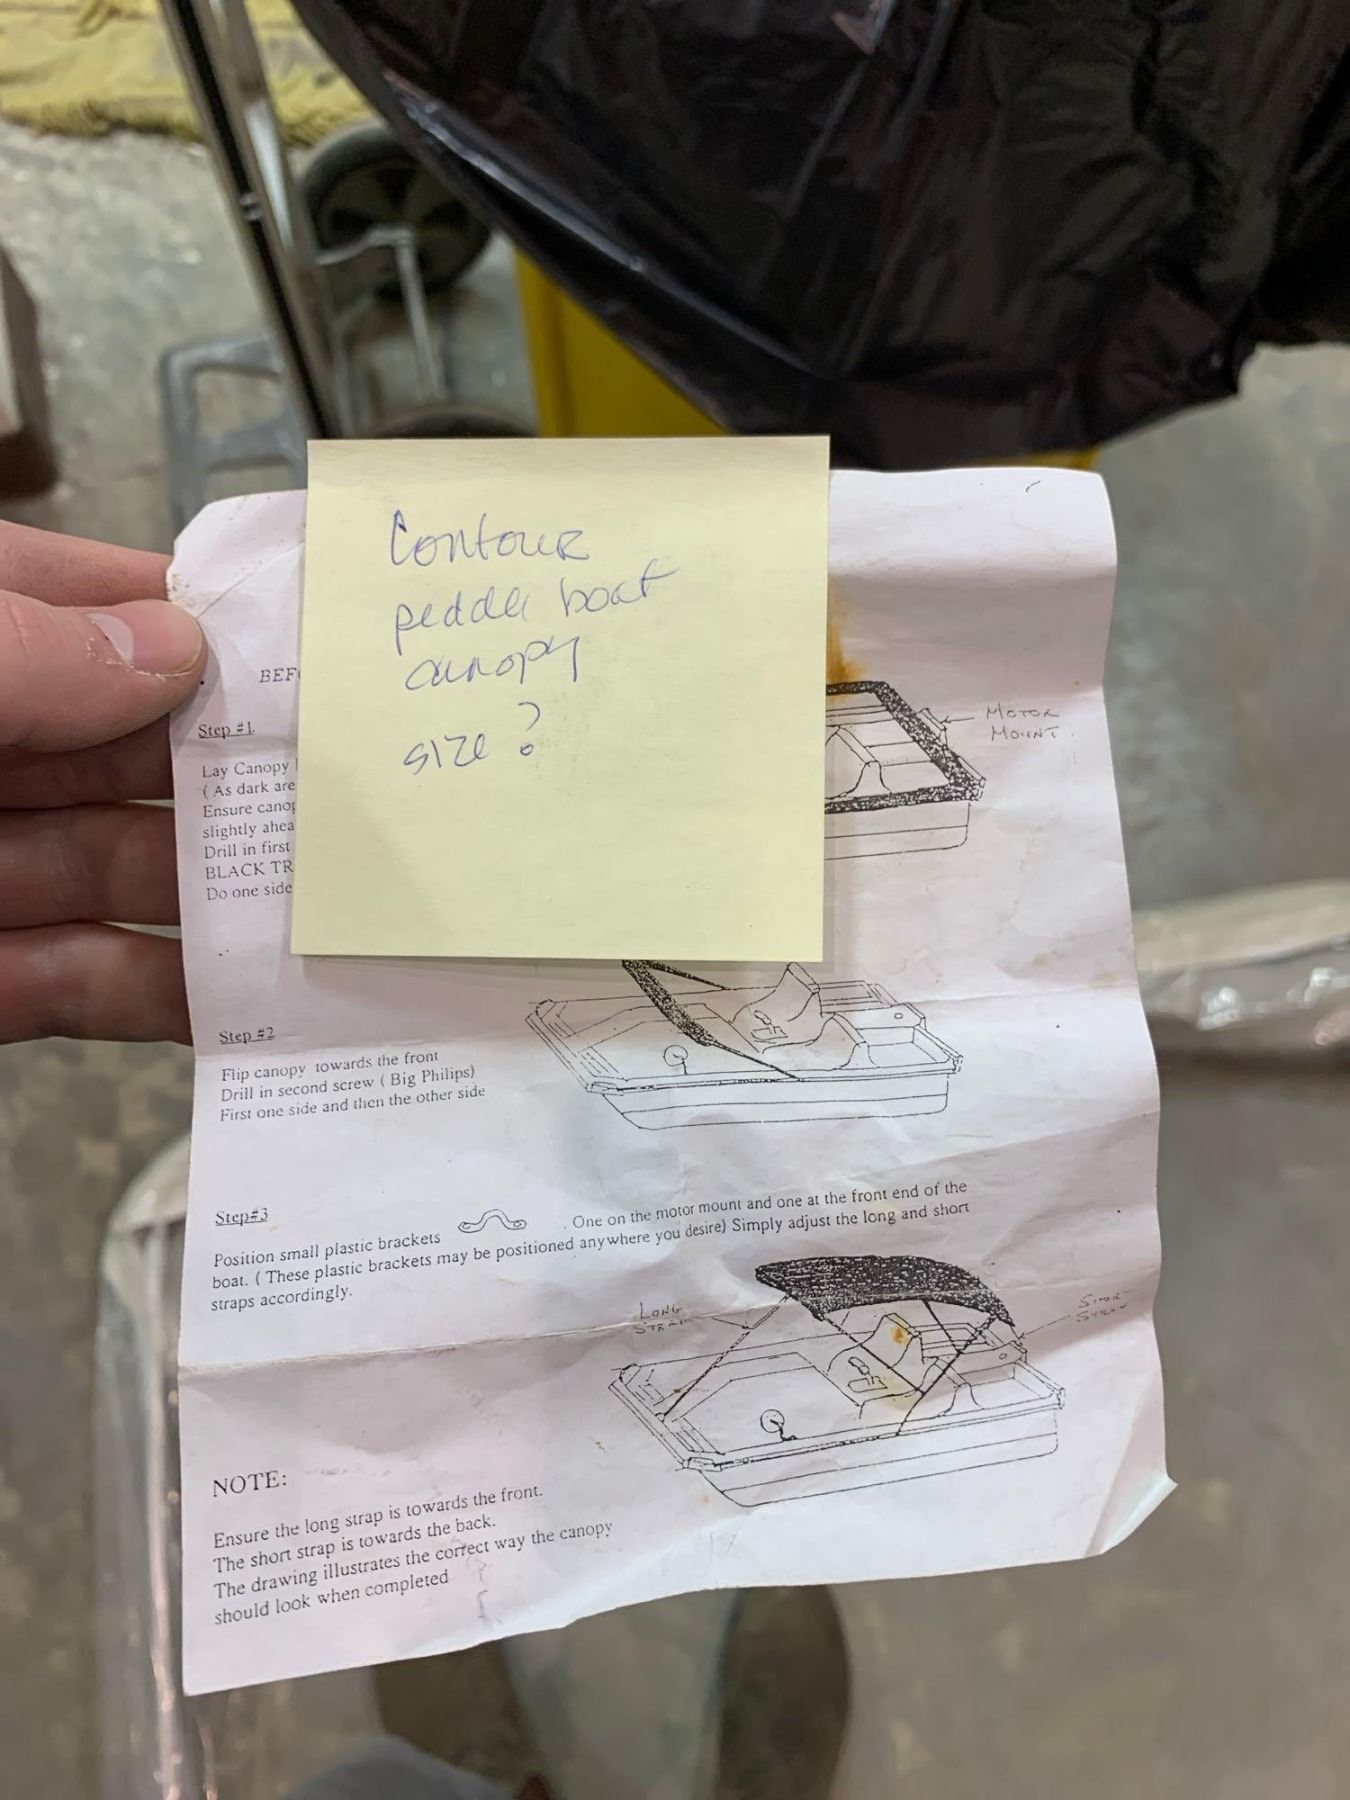 Contour
peddle boat
canopy
size?
BEF
Step #1
MOTOR
MOUNT.
Lay Canopy
( As dark are
Ensure canop
slightly ahea
Drill in first
BLACK TR
Do one side
Step #2
Flip canopy towards the front
Drill in second screw ( Big Philips)
First one side and then the other side
Step#3
Position small plastic brackets . One on the motor mount and one at the front end of the
boat. ( These plastic brackets may be positioned anywhere you desire) Simply adjust the long and short
straps accordingly.
LONG
STRAP
SHORT
STRAP
NOTE:
Ensure the long strap is towards the front.
The short strap is towards the back.
The drawing illustrates the correct way the canopy
should look when completed